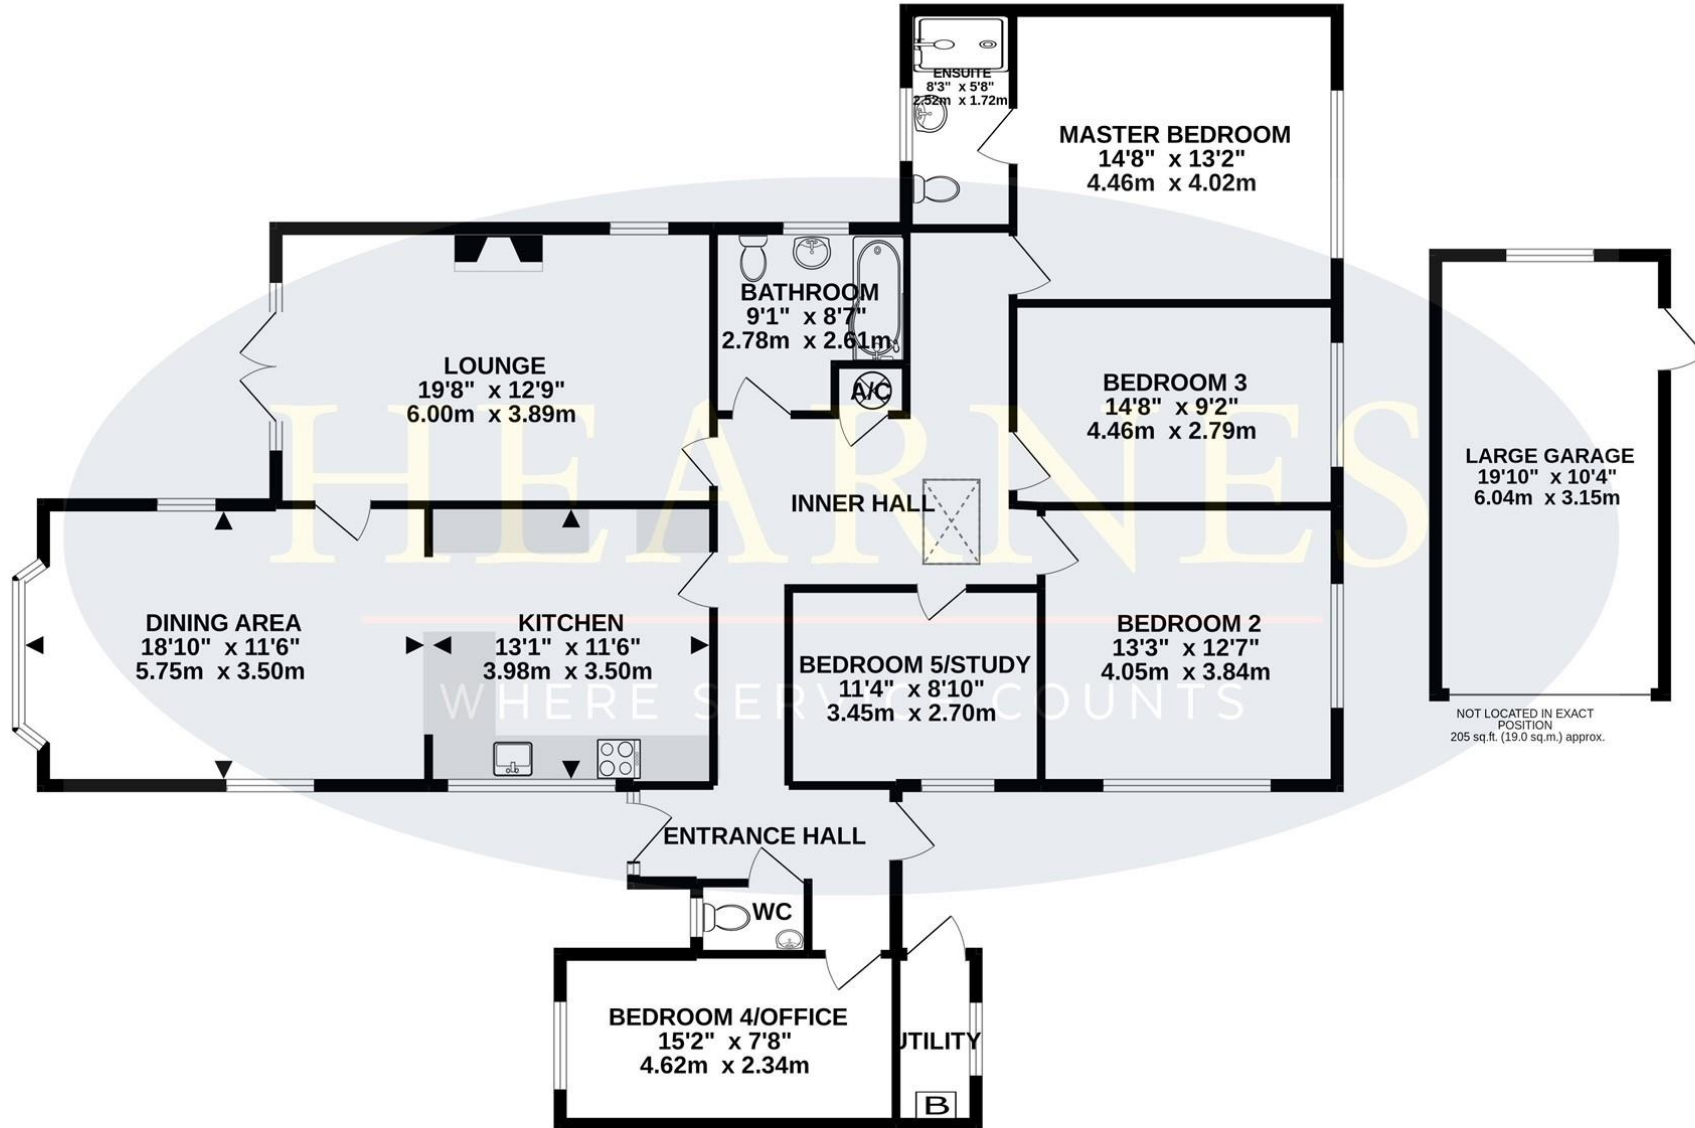 ENSUITE
8'3" x 5'8"
2.52m x 1.72m
MASTER BEDROOM
14'8" x 13'2"
4.46m x 4.02m
BATHROOM
9'1" x 8'7"
2.78m x 2.61m
A/C
LOUNGE
19'8" x 12'9"
6.00m x 3.89m
BEDROOM 3
14'8" x 9'2"
4.46m x 2.79m
LARGE GARAGE
19'10" x 10'4"
6.04m x 3.15m
NOT LOCATED IN EXACT
POSITION
205 sq.ft. (19.0 sq.m.) approx.
INNER HALL
HEARNES
WHERE SERVICE COUNTS
DINING AREA
18'10" x 11'6"
5.75m x 3.50m
KITCHEN
13'1" x 11'6"
3.98m x 3.50m
BEDROOM 5/STUDY
11'4" x 8'10"
3.45m x 2.70m
BEDROOM 2
13'3" x 12'7"
4.05m x 3.84m
ENTRANCE HALL
WC
BEDROOM 4/OFFICE
15'2" x 7'8"
4.62m x 2.34m
UTILITY
B